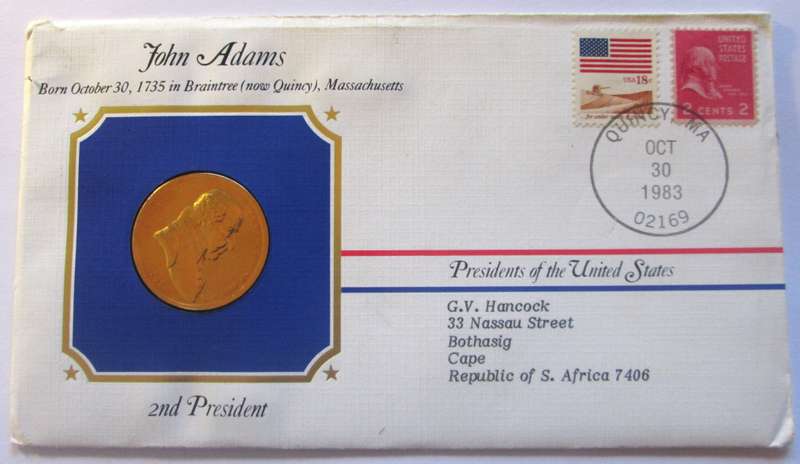 John Adams
Born October 30, 1735 in Braintree (now Quincy), Massachusetts
USA 18c
UNITED
STATES
POSTAGE
2 CENTS 2
QUINCY, MA
OCT
30
1983
02169
Presidents of the United States
G.V. Hancock
33 Nassau Street
Bothasig
Cape
Republic of S. Africa 7406
2nd President